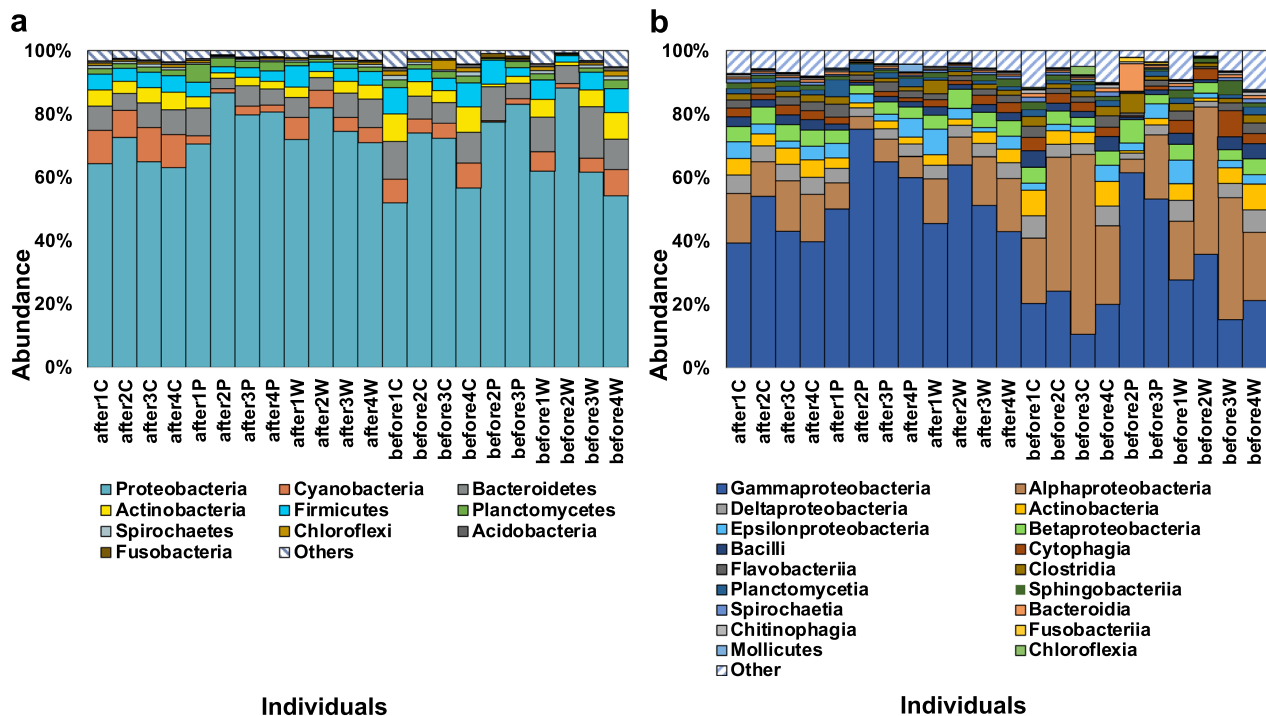 a
100%
80%
60%
40%
20%
0%
Abundance
after1C
after2C
after3C
after4C
after1P
after2P
after3P
after4P
after1W
after2W
after3W
after4W
before1C
before2C
before3C
before4C
before2P
before3P
before1W
before2W
before3W
before4W
Proteobacteria Cyanobacteria Bacteroidetes
Actinobacteria Firmicutes Planctomycetes
Spirochaetes Chloroflexi Acidobacteria
Fusobacteria Others
Individuals
b
100%
80%
60%
40%
20%
0%
Abundance
after1C
after2C
after3C
after4C
after1P
after2P
after3P
after4P
after1W
after2W
after3W
after4W
before1C
before2C
before3C
before4C
before2P
before3P
before1W
before2W
before3W
before4W
Gammaproteobacteria Alphaproteobacteria
Deltaproteobacteria Actinobacteria
Epsilonproteobacteria Betaproteobacteria
Bacilli Cytophagia
Flavobacteriia Clostridia
Planctomycetia Sphingobacteriia
Spirochaetia Bacteroidia
Chitinophagia Fusobacteriia
Mollicutes Chloroflexia
Other
Individuals